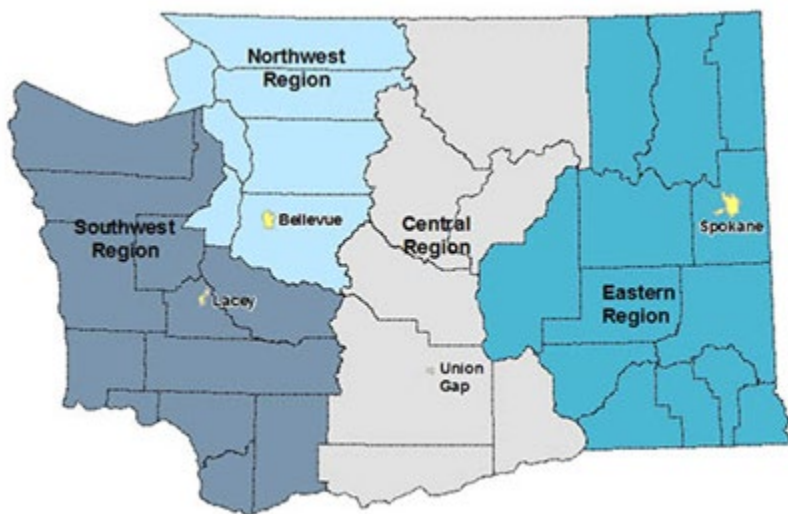 Northwest
Region
Bellevue
Southwest
Region
Central
Region
Spokane
Lacey
Eastern
Region
Union
Gap